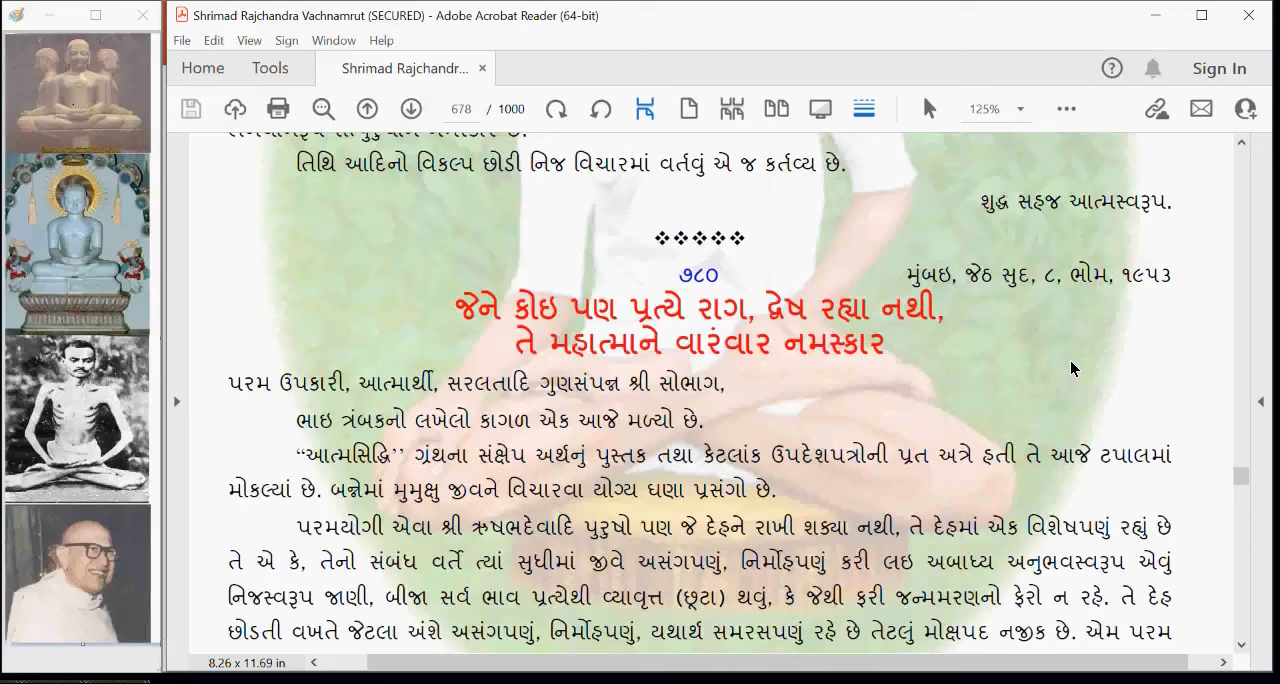 Shrimad Rajchandra Vachnamrut (SECURED) - Adobe Acrobat Reader (64-bit)
File Edit View Sign Window Help
Home Tools Shrimad Rajchandr... × Sign In
678 / 1000 125%
તિથિ આદિનો વિકલ્પ છોડી નિજ વિચારમાં વર્તવું એ જ કર્તવ્ય છે.
શુદ્ધ સહજ આત્મસ્વરૂપ.
૭૮૦ મુંબઇ, જેઠ સુદ, ૮, ભોમ, ૧૯૫૩
જેને કોઇ પણ પ્રત્યે રાગ, દ્વેષ રહ્યા નથી,
તે મહાત્માને વારંવાર નમસ્કાર
પરમ ઉપકારી, આત્માર્થી, સરલતાદિ ગુણસંપન્ન શ્રી સોભાગ,
ભાઇ ત્રંબકનો લખેલો કાગળ એક આજે મળ્યો છે.
“આત્મસિદ્ધિ’’ ગ્રંથના સંક્ષેપ અર્થનું પુસ્તક તથા કેટલાંક ઉપદેશપત્રોની પ્રત અત્રે હતી તે આજે ટપાલમાં
મોકલ્યાં છે. બન્નેમાં મુમુક્ષુ જીવને વિચારવા યોગ્ય ઘણા પ્રસંગો છે.
પરમયોગી એવા શ્રી ઋષભદેવાદિ પુરુષો પણ જે દેહને રાખી શક્યા નથી, તે દેહમાં એક વિશેષપણું રહ્યું છે
તે એ કે, તેનો સંબંધ વર્તે ત્યાં સુધીમાં જીવે અસંગપણું, નિર્મોહપણું કરી લઇ અબાધ્ય અનુભવસ્વરૂપ એવું
નિજસ્વરૂપ જાણી, બીજા સર્વ ભાવ પ્રત્યેથી વ્યાવૃત્ત (છૂટા) થવું, કે જેથી ફરી જન્મમરણનો ફેરો ન રહે. તે દેહ
છોડતી વખતે જેટલા અંશે અસંગપણું, નિર્મોહપણું, યથાર્થ સમરસપણું રહે છે તેટલું મોક્ષપદ નજીક છે. એમ પરમ
8.26 x 11.69 in